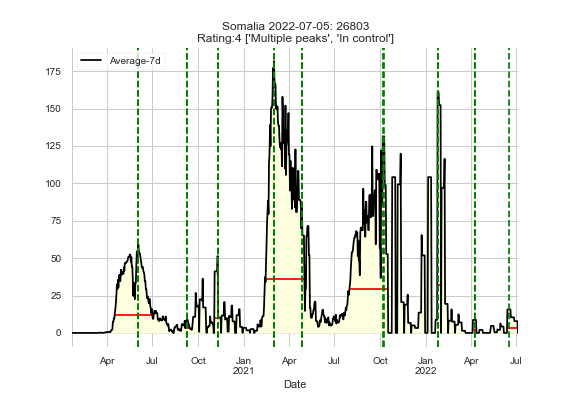 Somalia 2022-07-05: 26803
Rating:4 ['Multiple peaks', 'In control']
Average-7d
175
150
125
100
75
50
25
0
Apr Jul Oct Jan Apr Jul Oct Jan Apr Jul
2021 2022
Date